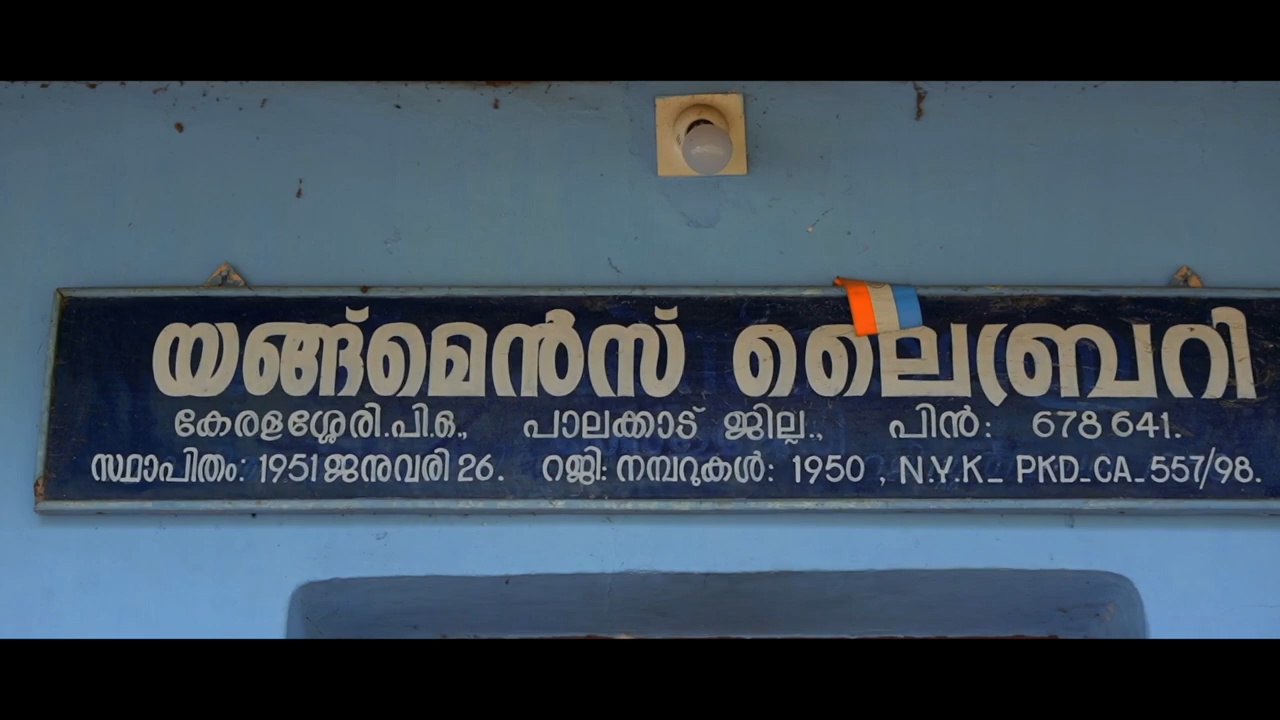 യങ്ങ്മെൻസ് ലൈബ്രറി
കേരളശ്ശേരി.പി.ഒ., പാലക്കാട് ജില്ല., പിൻ: 678 641.
സ്ഥാപിതം: 1951 ജനുവരി 26. റജി: നമ്പറുകൾ: 1950 , N.Y.K_ PKD_CA_557/98.